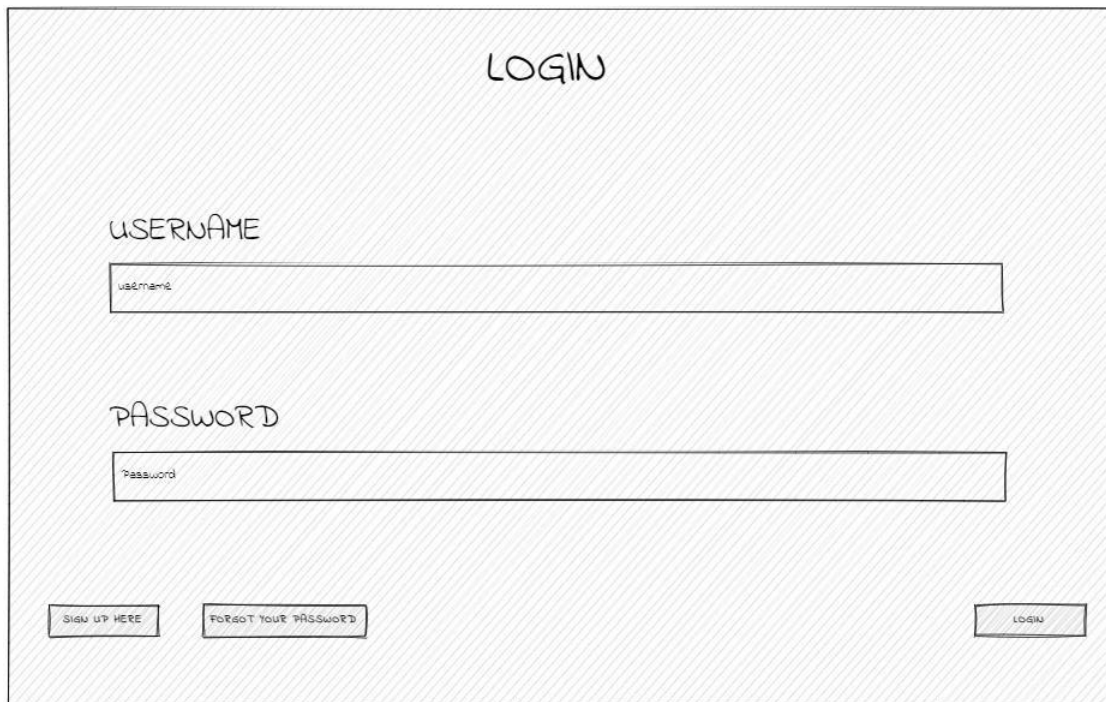 LOGIN
USERNAME
username
PASSWORD
Password
SIGN UP HERE
FORGOT YOUR PASSWORD
LOGIN